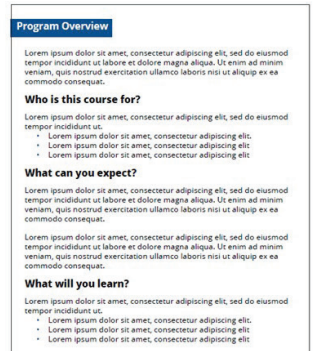 Program Overview
Lorem ipsum dolor sit amet, consectetur adipiscing elit, sed do eiusmod
tempor incididunt ut labore et dolore magna aliqua. Ut enim ad minim
veniam, quis nostrud exercitation ullamco laboris nisi ut aliquip ex ea
commodo consequat.
Who is this course for?
Lorem ipsum dolor sit amet, consectetur adipiscing elit, sed do eiusmod
tempor incididunt ut.
• Lorem ipsum dolor sit amet, consectetur adipiscing elit.
• Lorem ipsum dolor sit amet, consectetur adipiscing elit
• Lorem ipsum dolor sit amet, consectetur adipiscing elit
What can you expect?
Lorem ipsum dolor sit amet, consectetur adipiscing elit, sed do eiusmod
tempor incididunt ut labore et dolore magna aliqua. Ut enim ad minim
veniam, quis nostrud exercitation ullamco laboris nisi ut aliquip ex ea
commodo consequat.
Lorem ipsum dolor sit amet, consectetur adipiscing elit, sed do eiusmod
tempor incididunt ut labore et dolore magna aliqua. Ut enim ad minim
veniam, quis nostrud exercitation ullamco laboris nisi ut aliquip ex ea
commodo consequat.
What will you learn?
Lorem ipsum dolor sit amet, consectetur adipiscing elit, sed do eiusmod
tempor incididunt ut.
• Lorem ipsum dolor sit amet, consectetur adipiscing elit.
• Lorem ipsum dolor sit amet, consectetur adipiscing elit
• Lorem ipsum dolor sit amet, consectetur adipiscing elit